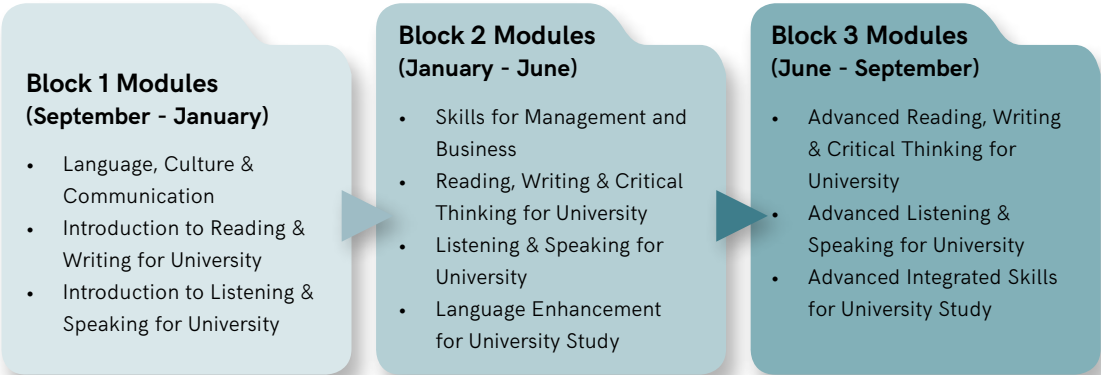 Block 1 Modules
(September - January)
• Language, Culture &
Communication
• Introduction to Reading &
Writing for University
• Introduction to Listening &
Speaking for University
Block 2 Modules
(January - June)
• Skills for Management and
Business
• Reading, Writing & Critical
Thinking for University
• Listening & Speaking for
University
• Language Enhancement
for University Study
Block 3 Modules
(June - September)
• Advanced Reading, Writing
& Critical Thinking for
University
• Advanced Listening &
Speaking for University
• Advanced Integrated Skills
for University Study